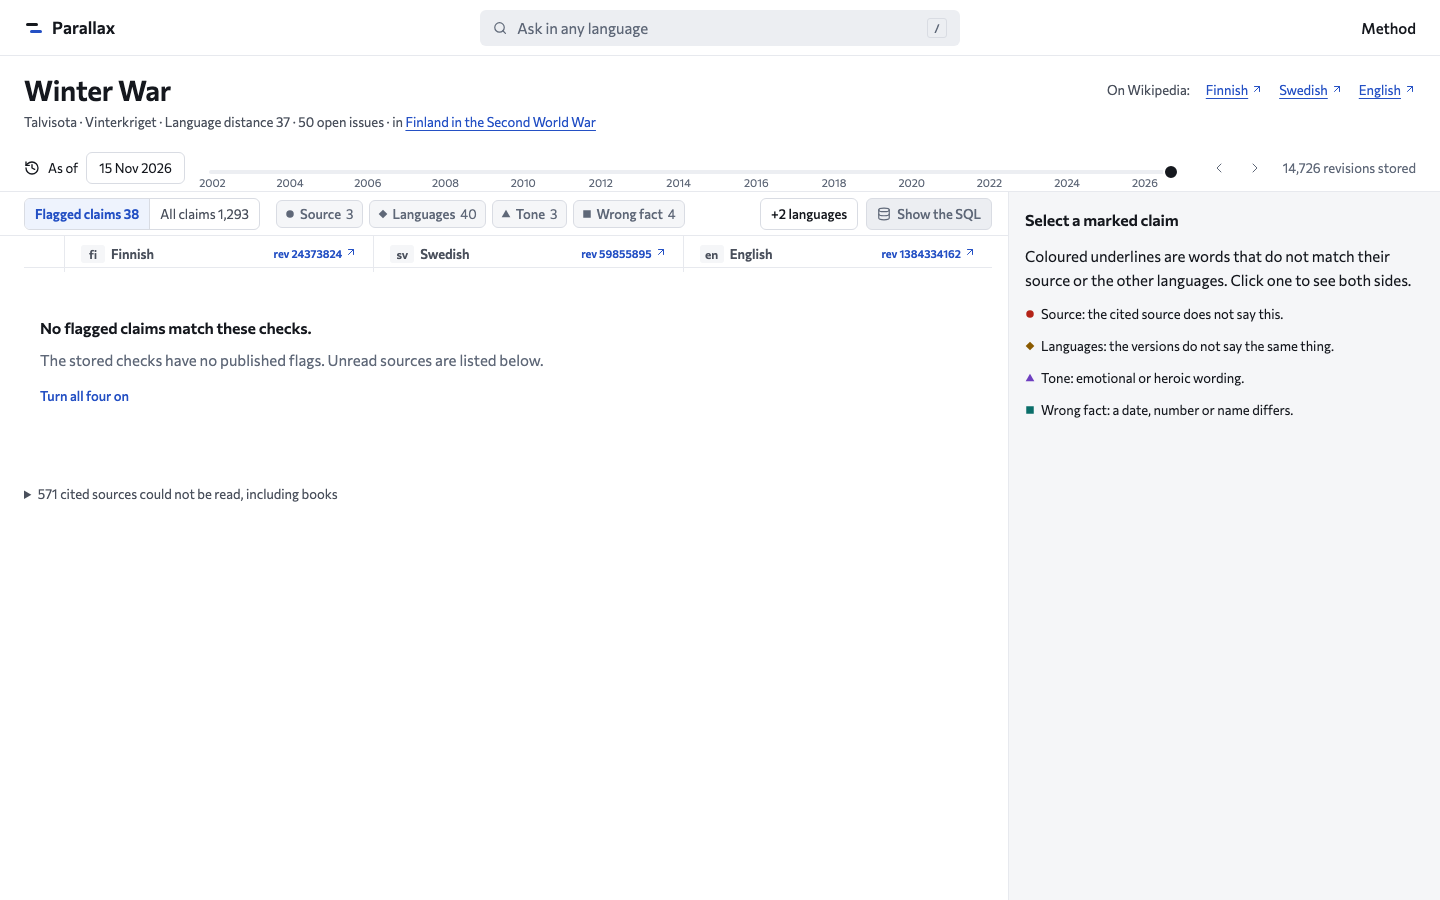 Parallax
Ask in any language
/
Method
Winter War
On Wikipedia: Finnish Swedish English
Talvisota · Vinterkriget · Language distance 37 · 50 open issues · in Finland in the Second World War
As of 15 Nov 2026
2002 2004 2006 2008 2010 2012 2014 2016 2018 2020 2022 2024 2026
14,726 revisions stored
Flagged claims 38 All claims 1,293 Source 3 Languages 40 Tone 3 Wrong fact 4 +2 languages Show the SQL
fi Finnish rev 24373824 sv Swedish rev 59855895 en English rev 1384334162
No flagged claims match these checks.
The stored checks have no published flags. Unread sources are listed below.
Turn all four on
571 cited sources could not be read, including books
Select a marked claim
Coloured underlines are words that do not match their
source or the other languages. Click one to see both sides.
Source: the cited source does not say this.
Languages: the versions do not say the same thing.
Tone: emotional or heroic wording.
Wrong fact: a date, number or name differs.